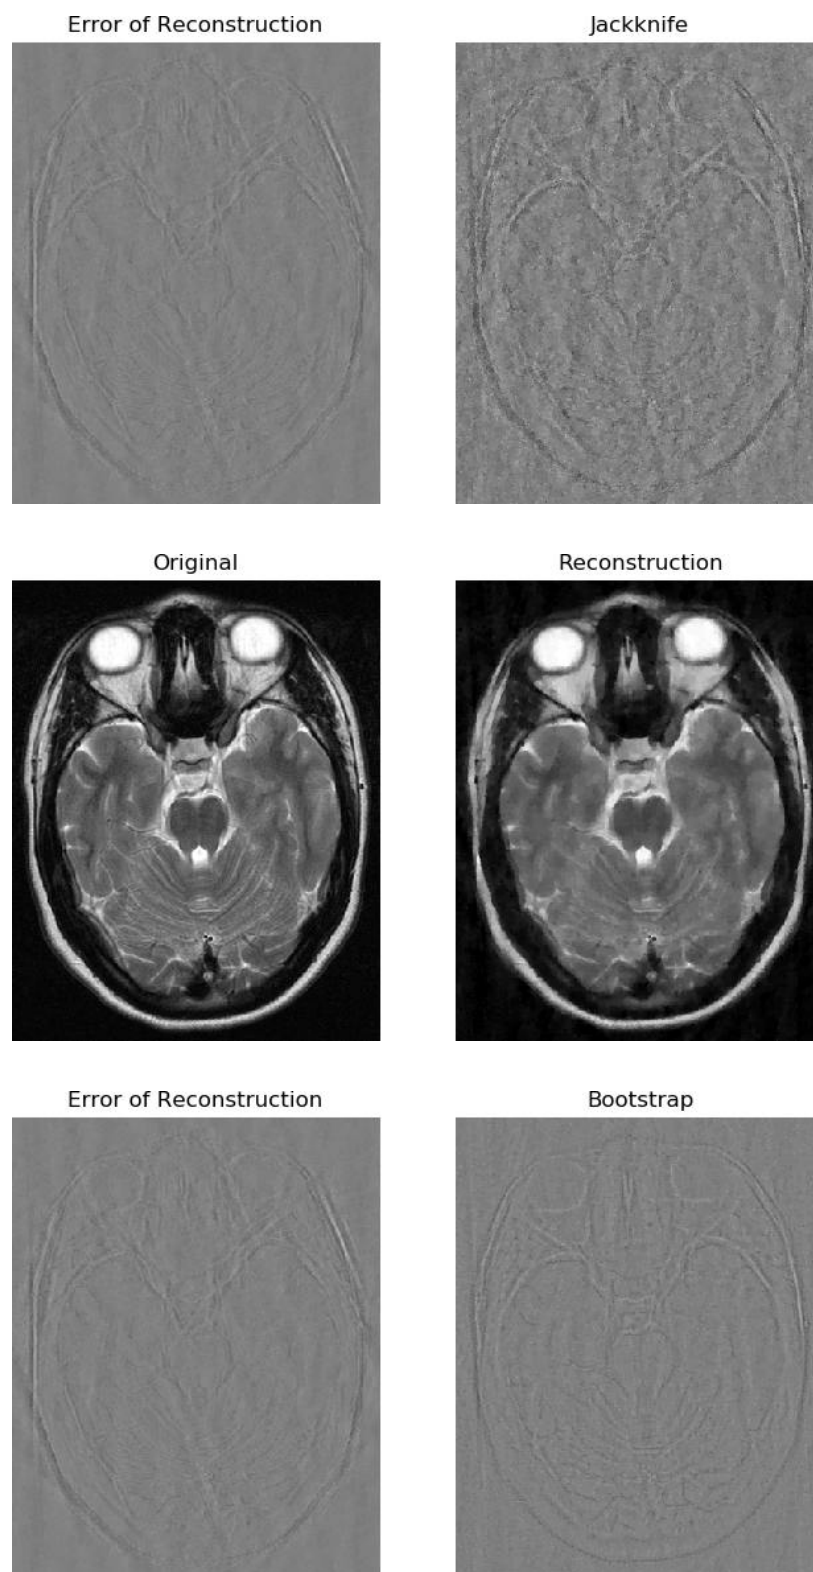 Error of Reconstruction
Jackknife
Original
Reconstruction
Error of Reconstruction
Bootstrap